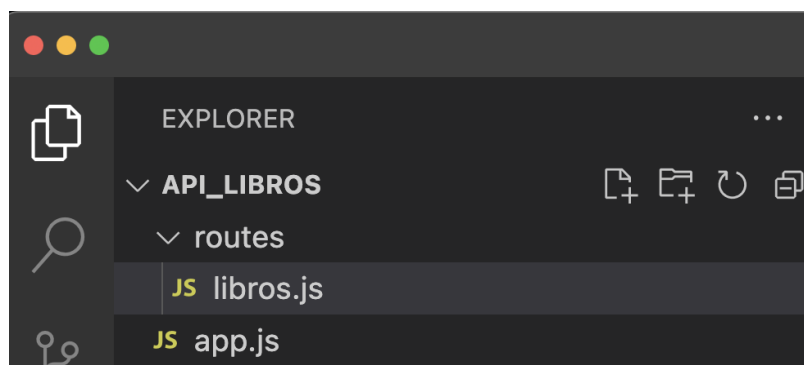 EXPLORER
API_LIBROS
routes
JS libros.js
JS app.js